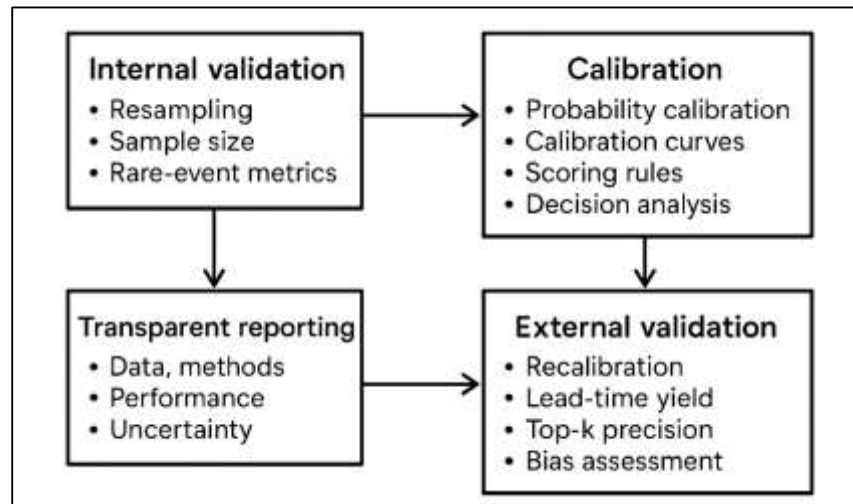 Internal validation
• Resampling
• Sample size
• Rare-event metrics
Calibration
• Probability calibration
• Calibration curves
• Scoring rules
• Decision analysis
Transparent reporting
• Data, methods
• Performance
• Uncertainty
External validation
• Recalibration
• Lead-time yield
• Top-k precision
• Bias assessment